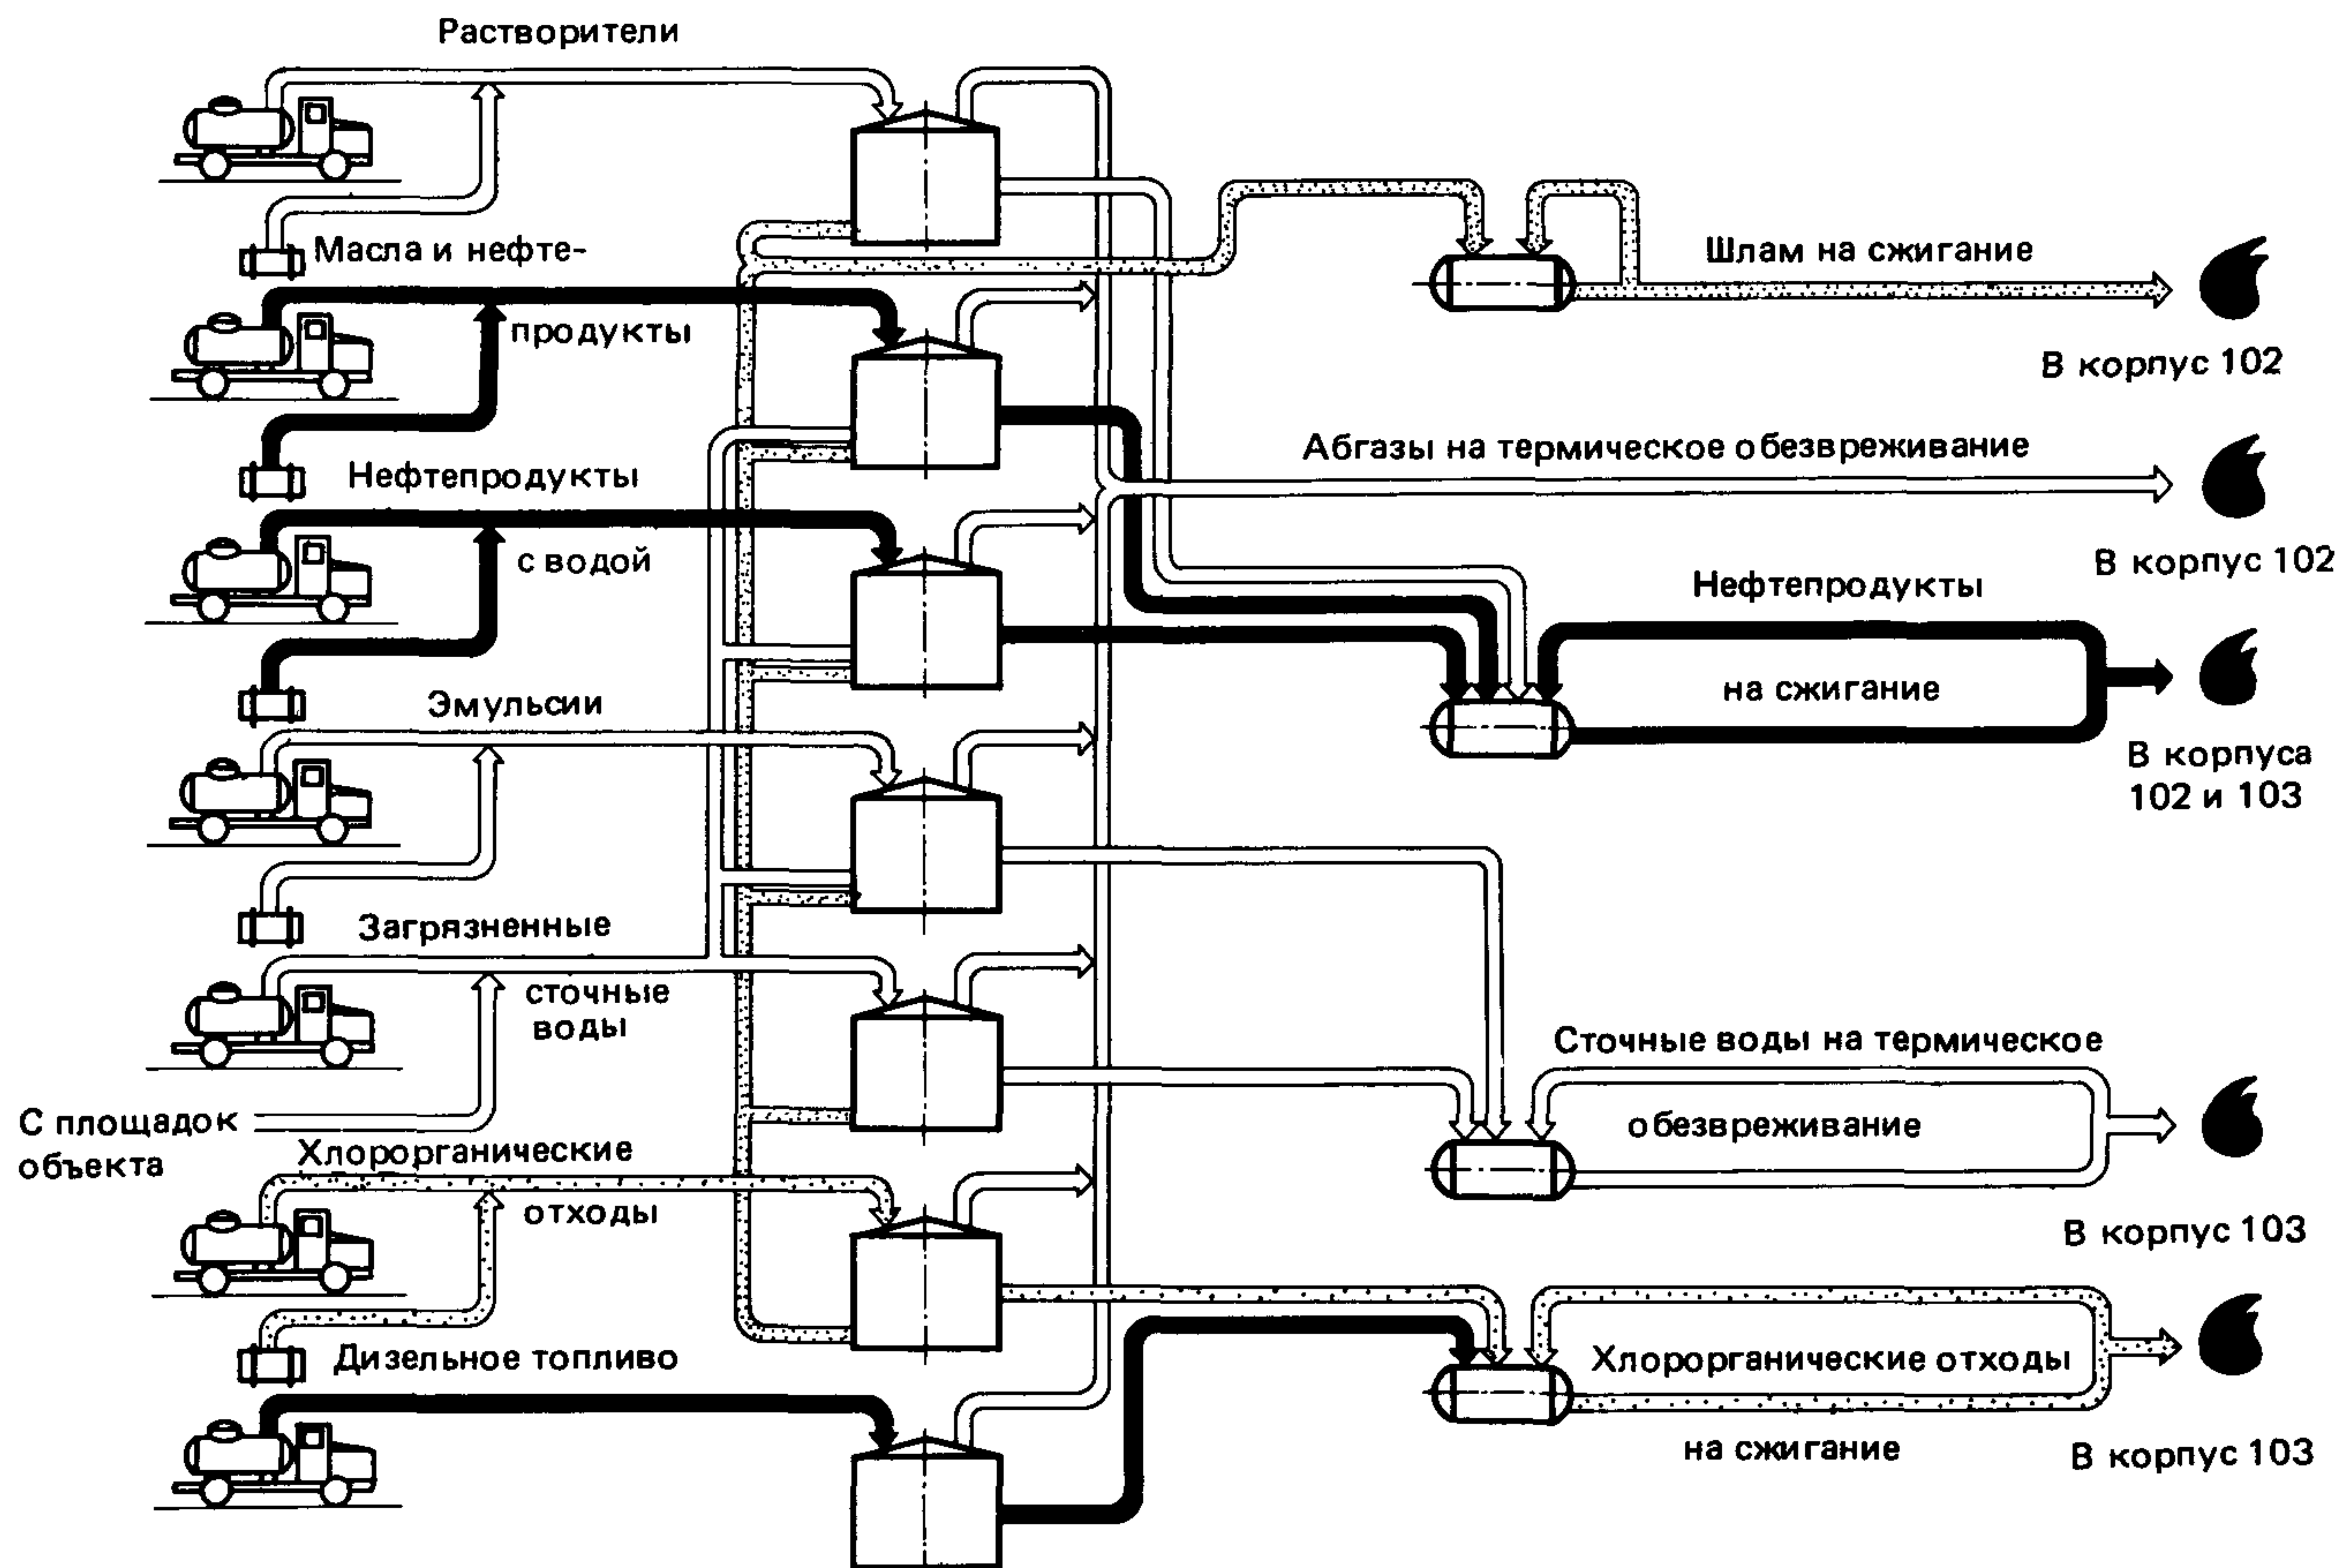 Растворители
Масла и нефте-
продукты
Нефтепродукты
с водой
Эмульсии
Загрязненные
сточные
воды
С площадок
объекта
Хлорорганические
отходы
Дизельное топливо
Шлам на сжигание
В корпус 102
Абгазы на термическое обезвреживание
В корпус 102
Нефтепродукты
на сжигание
В корпуса
102 и 103
Сточные воды на термическое
обезвреживание
В корпус 103
Хлорорганические отходы
на сжигание
В корпус 103